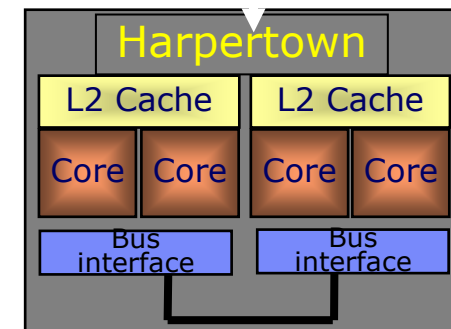 Harpertown
L2 Cache L2 Cache
Core Core Core Core
Bus Bus
interface interface